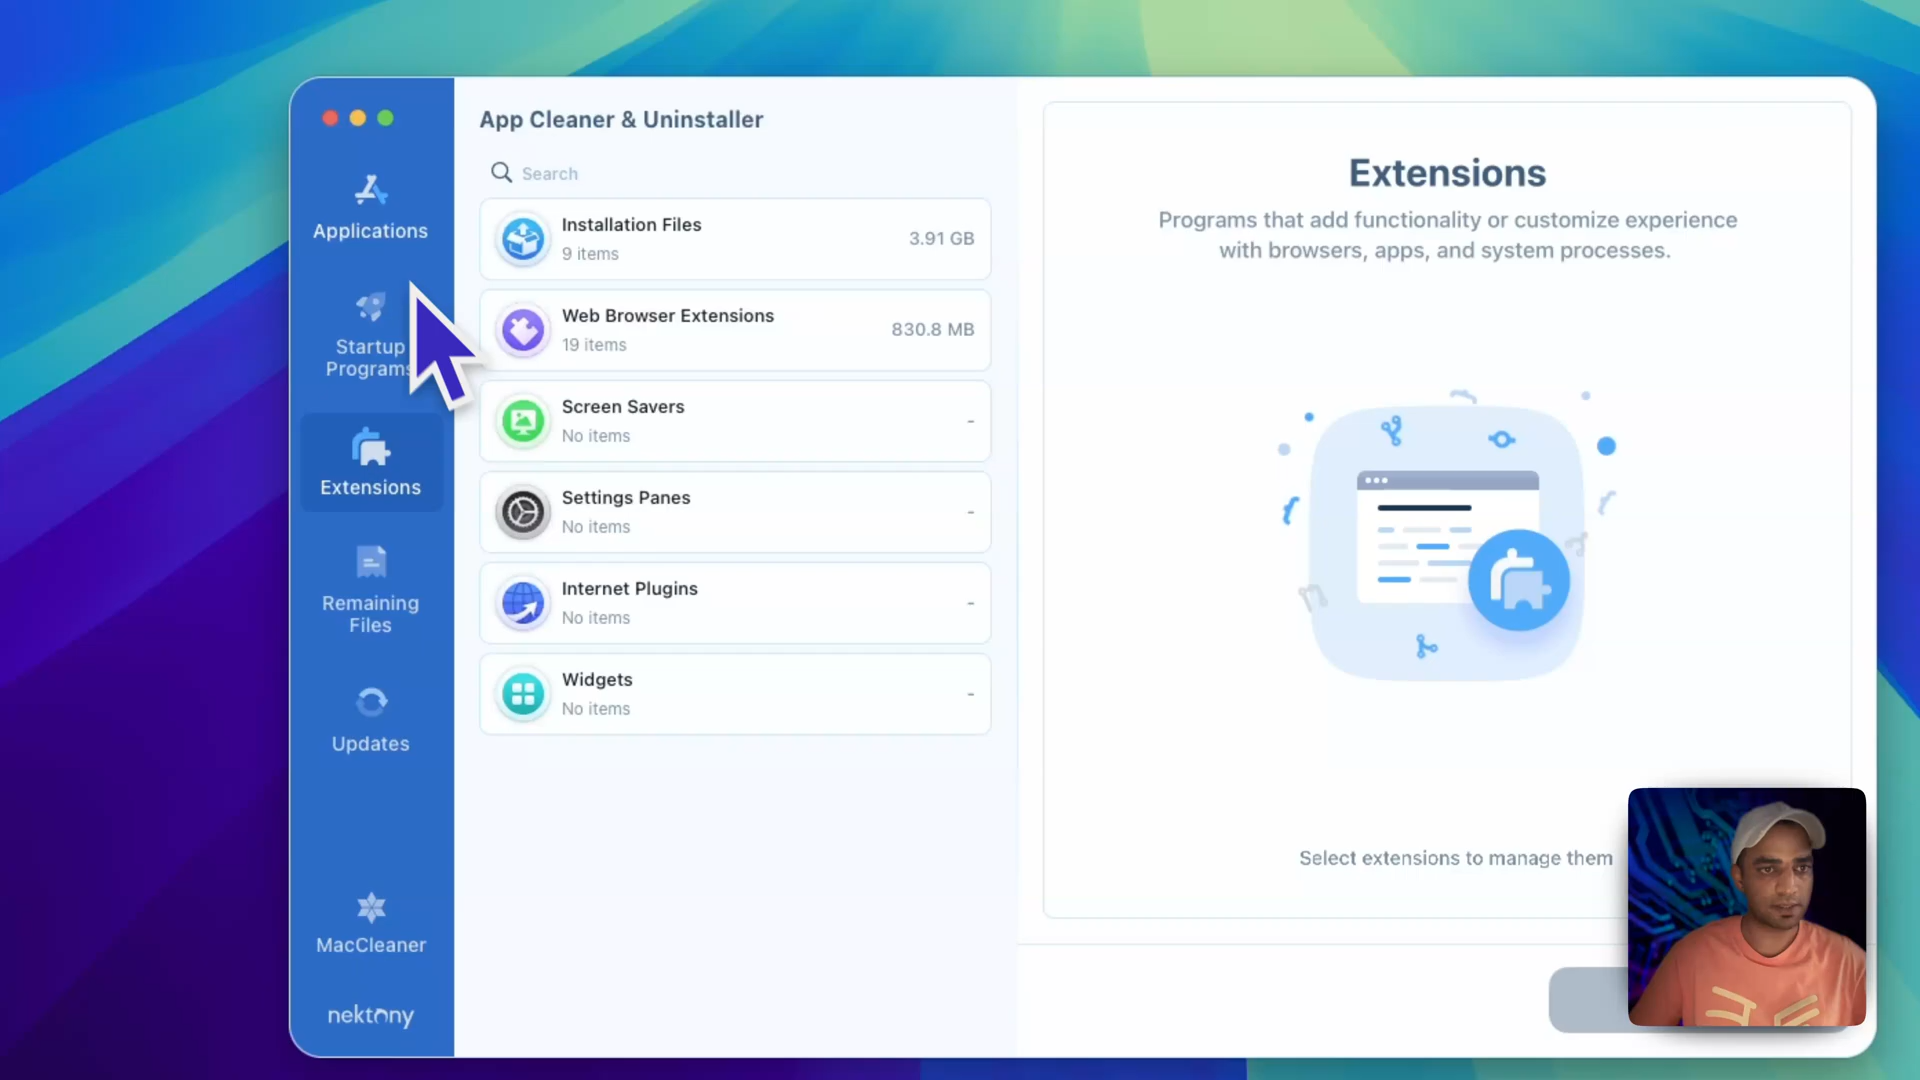 App Cleaner & Uninstaller
Search
Applications
Startup
Programs
Extensions
Remaining
Files
Updates
MacCleaner
nektony
Installation Files
9 items
3.91 GB
Web Browser Extensions
19 items
830.8 MB
Screen Savers
No items
-
Settings Panes
No items
-
Internet Plugins
No items
-
Widgets
No items
-
Extensions
Programs that add functionality or customize experience
with browsers, apps, and system processes.
Select extensions to manage them